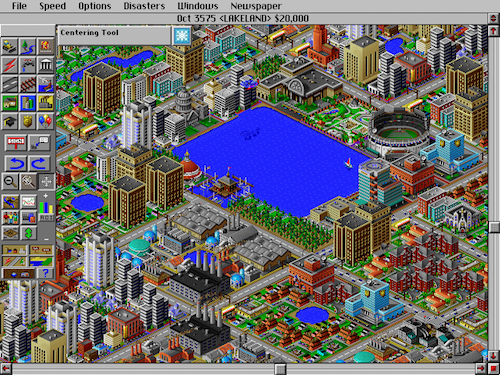 File Speed Options Disasters Windows Newspaper
Oct 3575 <LAKELAND> $20,000
Centering Tool